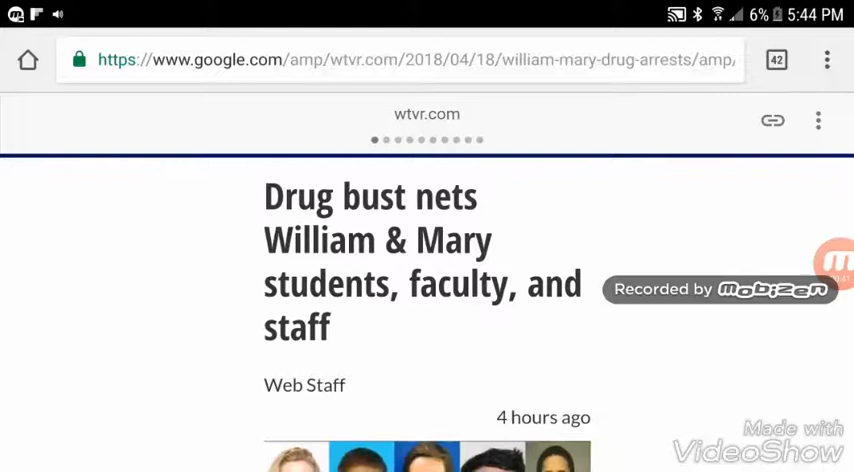 6% 5:44 PM
https://www.google.com/amp/wtvr.com/2018/04/18/william-mary-drug-arrests/amp/
42
wtvr.com
Drug bust nets
William & Mary
students, faculty, and
staff
00:41
Recorded by mobizen
Web Staff
4 hours ago
Made with
VideoShow